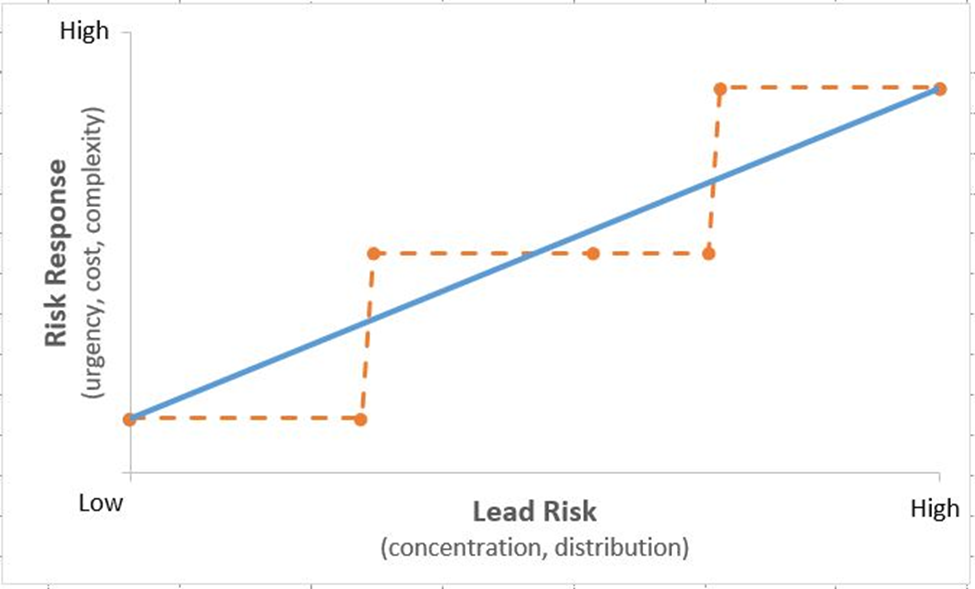 High
Risk Response
(urgency, cost, complexity)
Low
High
Lead Risk
(concentration, distribution)